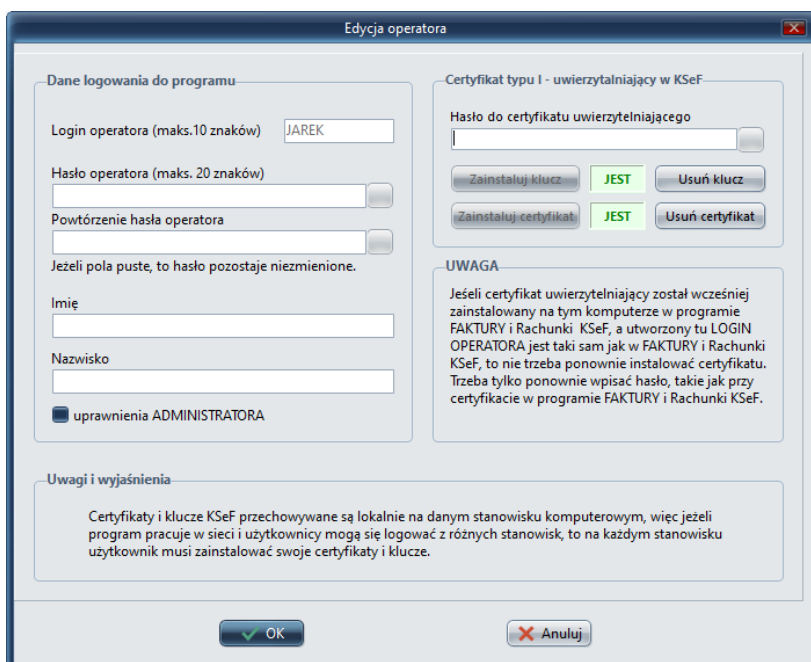 Edycja operatora
Dane logowania do programu
Login operatora (maks.10 znaków)
JAREK
Hasło operatora (maks. 20 znaków)
Powtórzenie hasła operatora
Jeżeli pola puste, to hasło pozostaje niezmienione.
Imię
Nazwisko
uprawnienia ADMINISTRATORA
Certyfikat typu I - uwierzytalniający w KSeF
Hasło do certyfikatu uwierzytelniającego
Zainstaluj klucz
JEST
Usuń klucz
Zainstaluj certyfikat
JEST
Usuń certyfikat
UWAGA
Jeśeli certyfikat uwierzytelniający został wcześniej
zainstalowany na tym komputerze w programie
FAKTURY i Rachunki KSeF, a utworzony tu LOGIN
OPERATORA jest taki sam jak w FAKTURY i Rachunki
KSeF, to nie trzeba ponownie instalować certyfikatu.
Trzeba tylko ponownie wpisać hasło, takie jak przy
certyfikacie w programie FAKTURY i Rachunki KSeF.
Uwagi i wyjaśnienia
Certyfikaty i klucze KSeF przechowywane są lokalnie na danym stanowisku komputerowym, więc jeżeli
program pracuje w sieci i użytkownicy mogą się logować z różnych stanowisk, to na każdym stanowisku
użytkownik musi zainstalować swoje certyfikaty i klucze.
OK
Anuluj